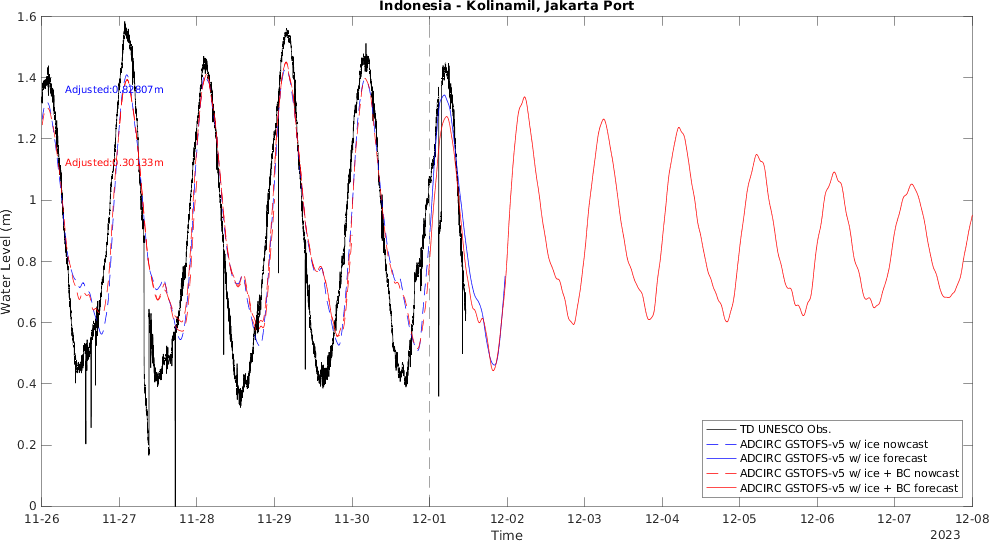 Indonesia - Kolinamil, Jakarta Port
1.6
1.4
1.2
1
0.8
0.6
0.4
0.2
0
Water Level (m)
Adjusted:0.82807m
Adjusted:0.30133m
TD UNESCO Obs.
ADCIRC GSTOFS-v5 w/ ice nowcast
ADCIRC GSTOFS-v5 w/ ice forecast
ADCIRC GSTOFS-v5 w/ ice + BC nowcast
ADCIRC GSTOFS-v5 w/ ice + BC forecast
11-26 11-27 11-28 11-29 11-30 12-01 12-02 12-03 12-04 12-05 12-06 12-07 12-08
Time
2023